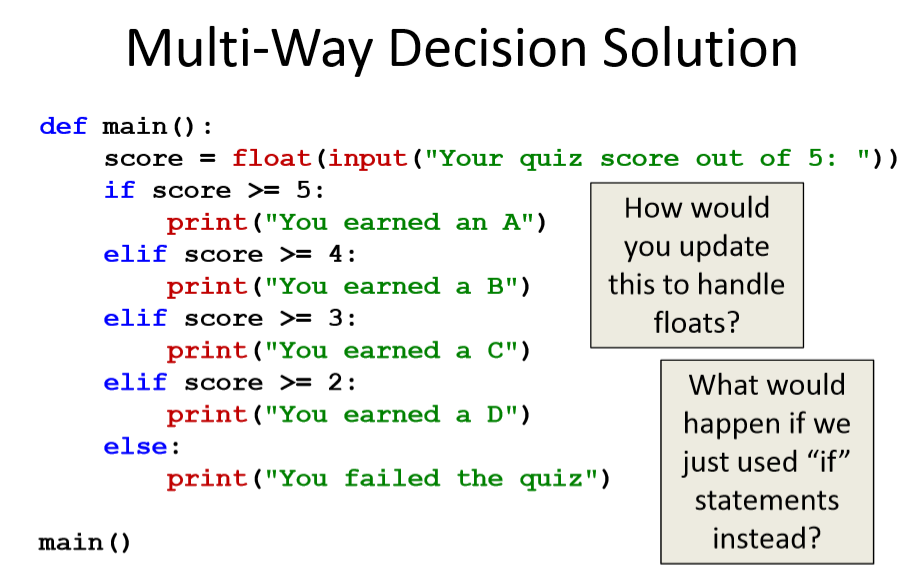 Multi-Way Decision Solution
def main():
    score = float(input("Your quiz score out of 5: "))
    if score >= 5:
        print("You earned an A")
    elif score >= 4:
        print("You earned a B")
    elif score >= 3:
        print("You earned a C")
    elif score >= 2:
        print("You earned a D")
    else:
        print("You failed the quiz")
main()
How would
you update
this to handle
floats?
What would
happen if we
just used “if”
statements
instead?